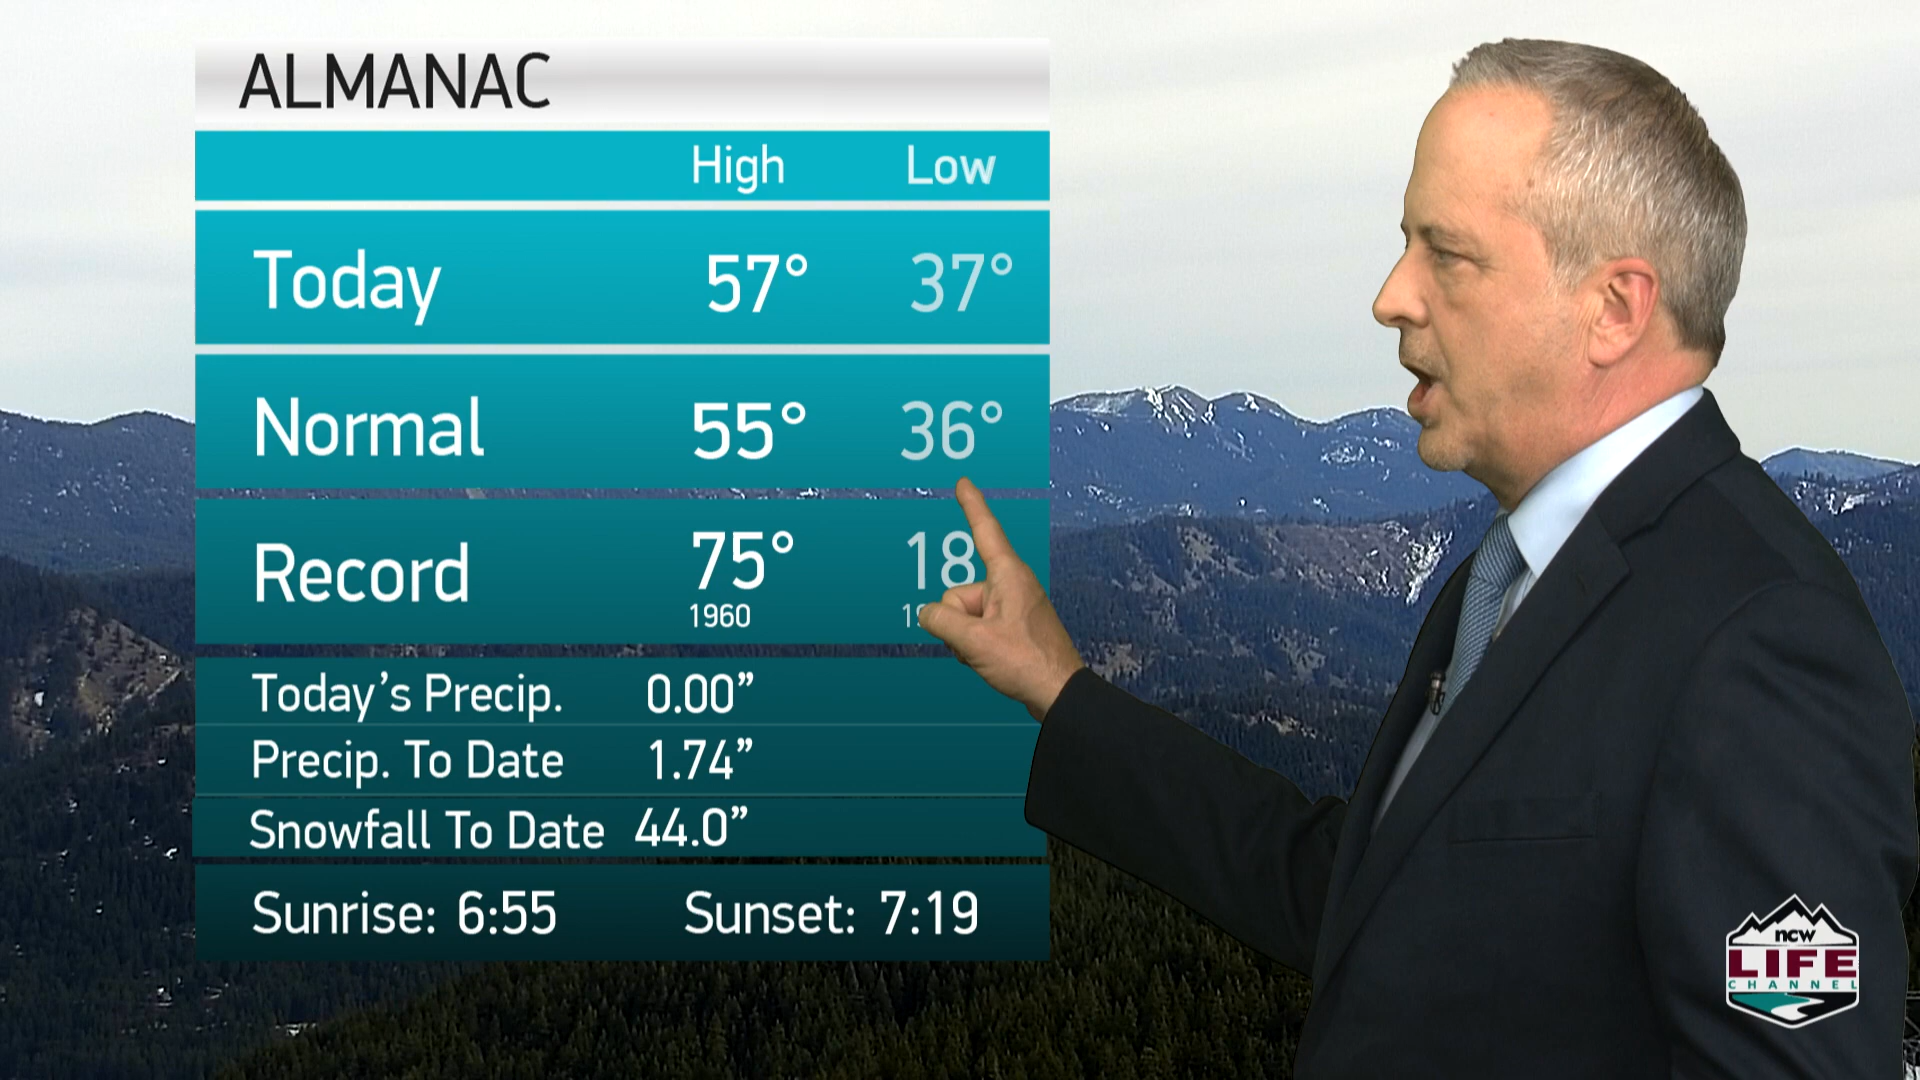 ALMANAC
High Low
Today 57° 37°
Normal 55° 36°
Record 75° 18
1960
Today’s Precip. 0.00”
Precip. To Date 1.74”
Snowfall To Date 44.0”
Sunrise: 6:55 Sunset: 7:19
ncw
LIFE
CHANNEL